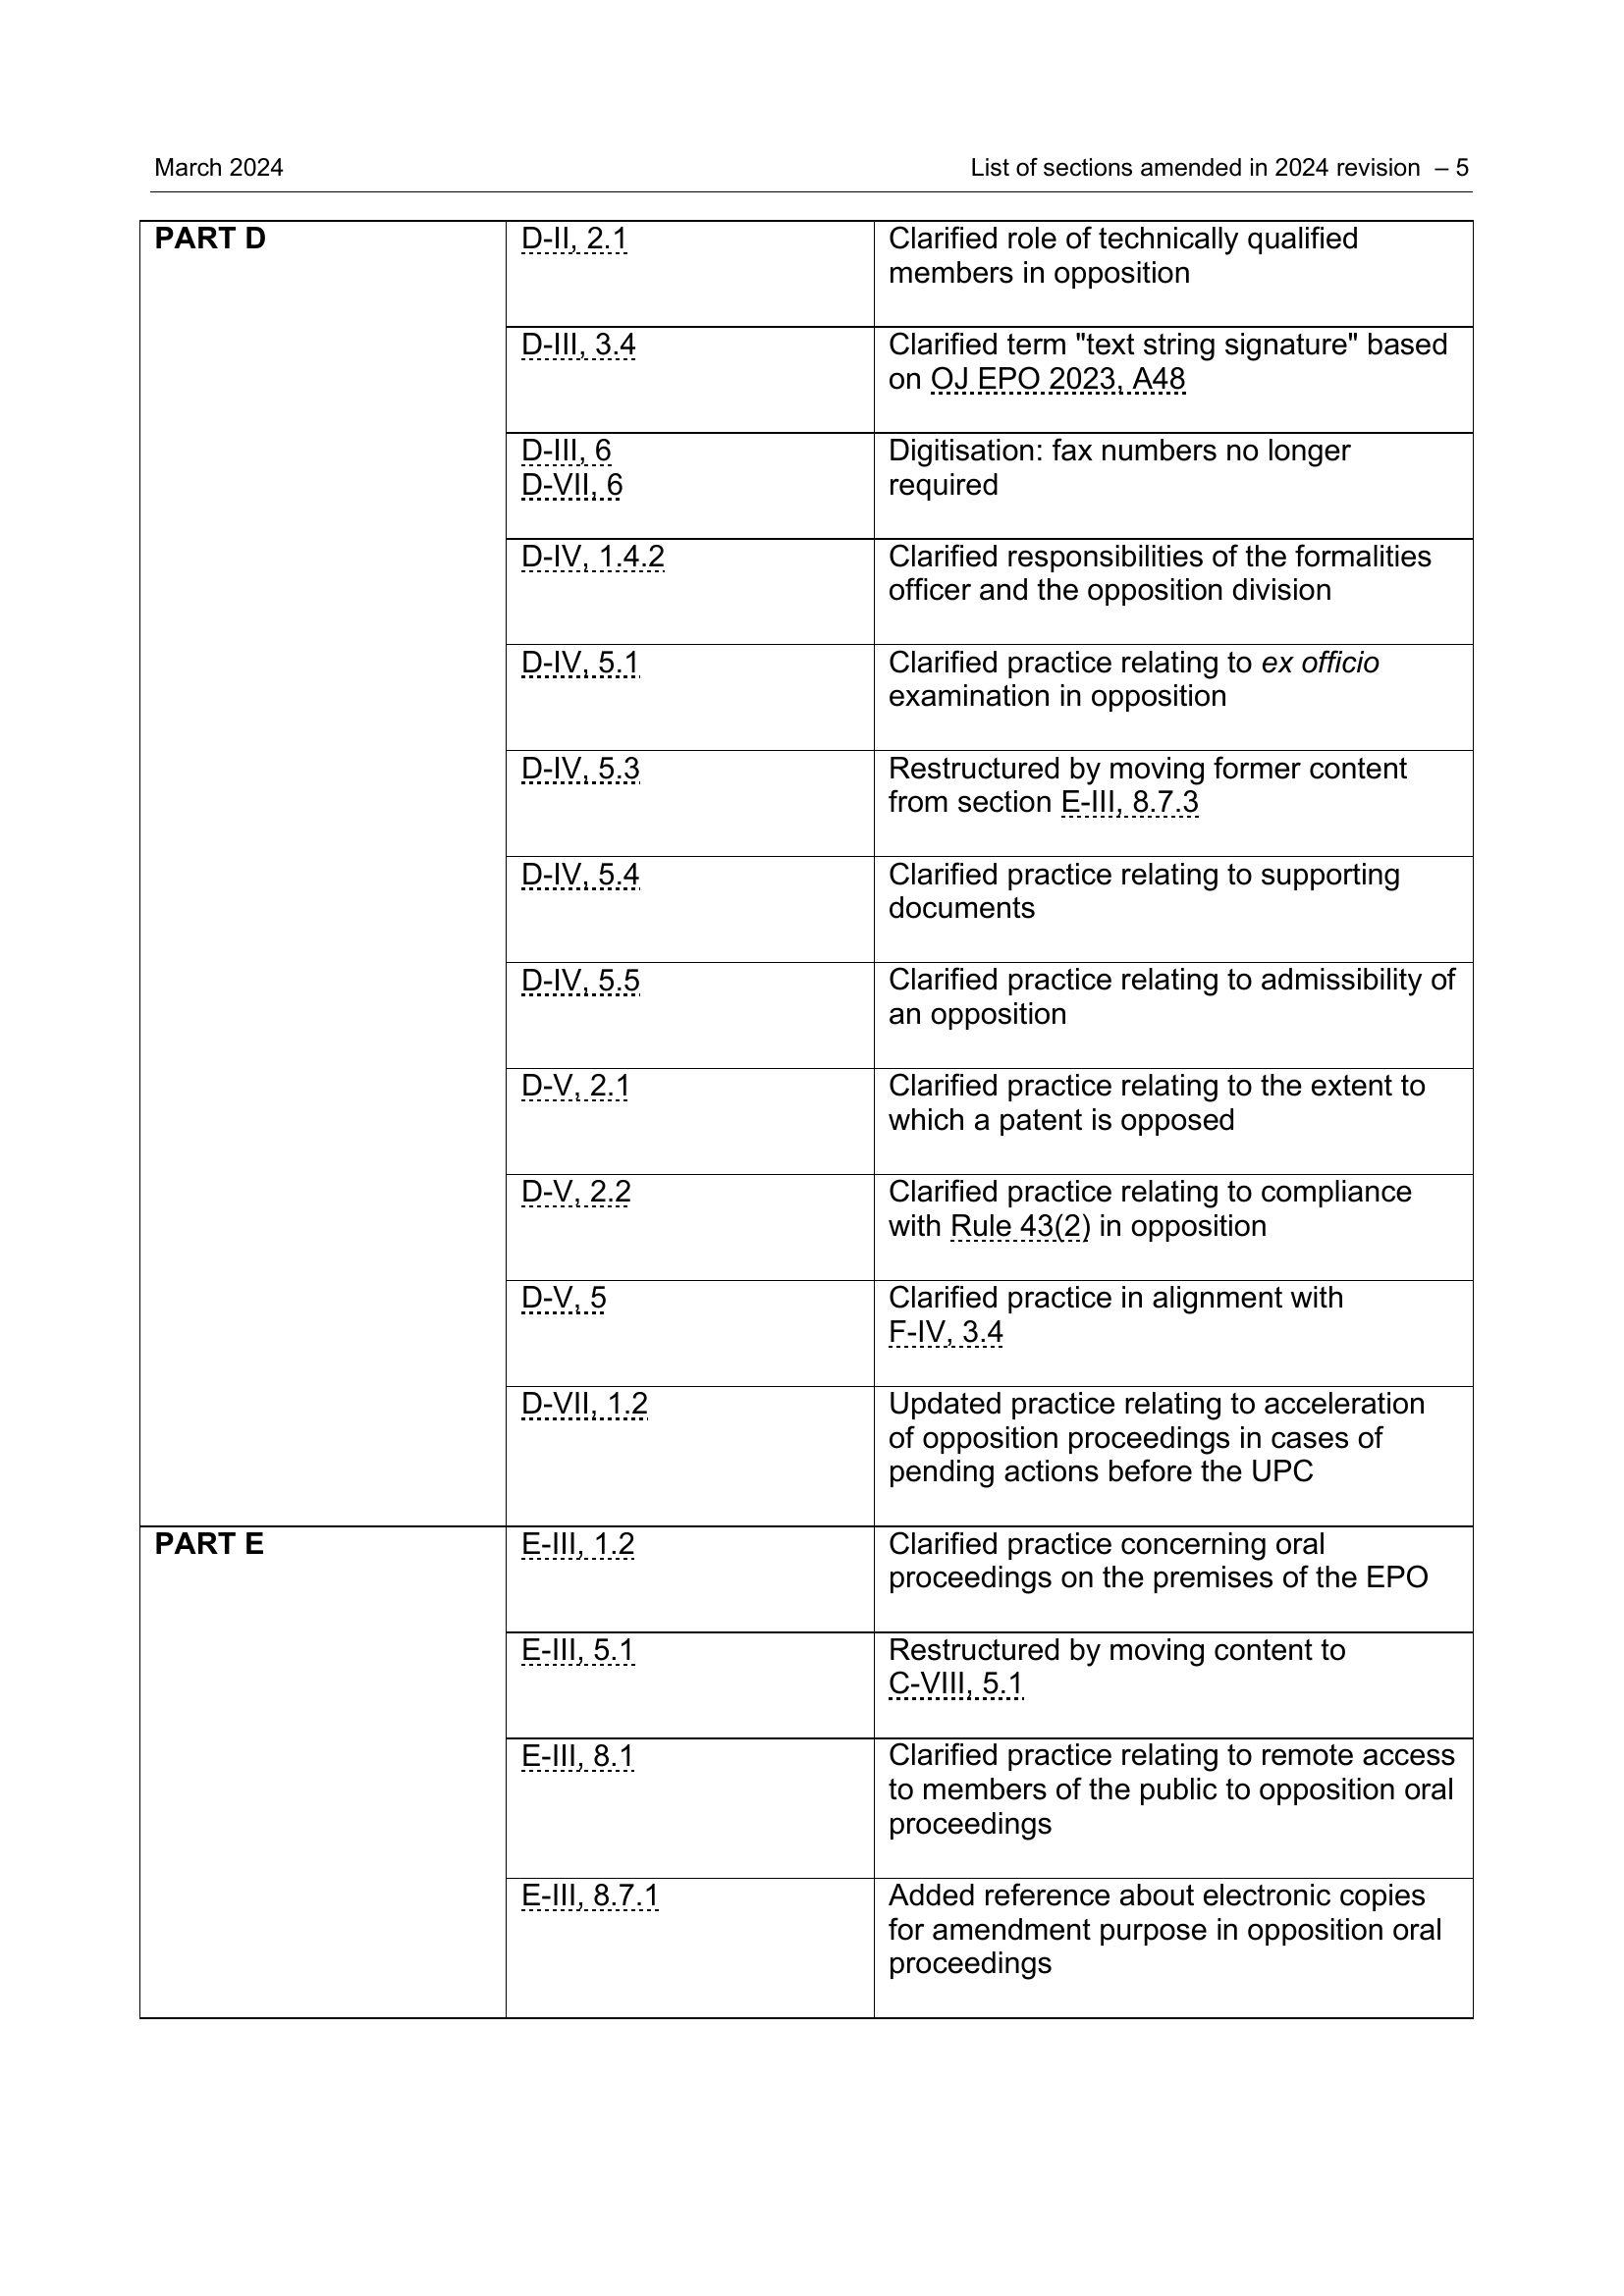 March 2024
List of sections amended in 2024 revision – 5
PART D
D-II, 2.1
Clarified role of technically qualified
members in opposition
D-III, 3.4
Clarified term "text string signature" based
on OJ EPO 2023, A48
D-III, 6
D-VII, 6
Digitisation: fax numbers no longer
required
D-IV, 1.4.2
Clarified responsibilities of the formalities
officer and the opposition division
D-IV, 5.1
Clarified practice relating to ex officio
examination in opposition
D-IV, 5.3
Restructured by moving former content
from section E-III, 8.7.3
D-IV, 5.4
Clarified practice relating to supporting
documents
D-IV, 5.5
Clarified practice relating to admissibility of
an opposition
D-V, 2.1
Clarified practice relating to the extent to
which a patent is opposed
D-V, 2.2
Clarified practice relating to compliance
with Rule 43(2) in opposition
D-V, 5
Clarified practice in alignment with
F-IV, 3.4
D-VII, 1.2
Updated practice relating to acceleration
of opposition proceedings in cases of
pending actions before the UPC
PART E
E-III, 1.2
Clarified practice concerning oral
proceedings on the premises of the EPO
E-III, 5.1
Restructured by moving content to
C-VIII, 5.1
E-III, 8.1
Clarified practice relating to remote access
to members of the public to opposition oral
proceedings
E-III, 8.7.1
Added reference about electronic copies
for amendment purpose in opposition oral
proceedings